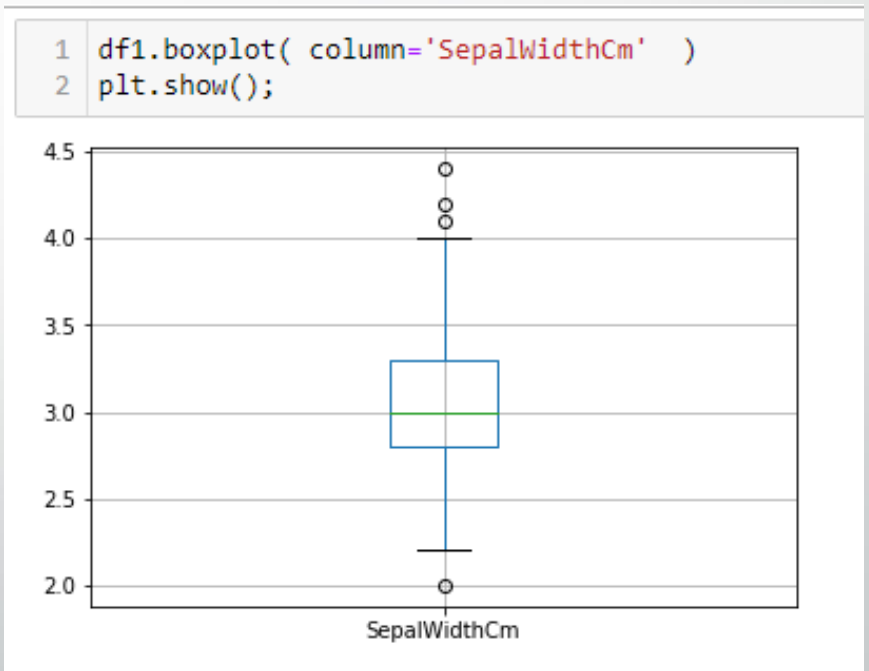 1 df1.boxplot( column='SepalWidthCm'  )
2 plt.show();
4.5
4.0
3.5
3.0
2.5
2.0
SepalWidthCm